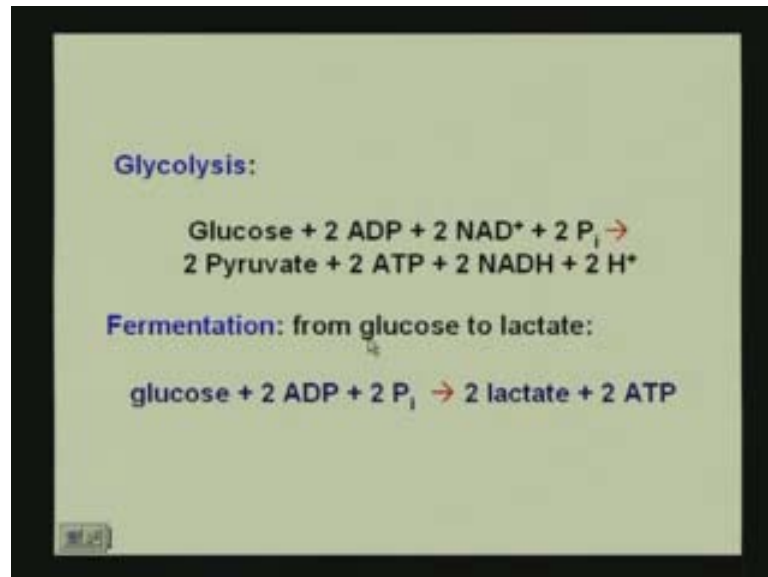 Glycolysis:
Glucose + 2 ADP + 2 NAD⁺ + 2 Pᵢ →
2 Pyruvate + 2 ATP + 2 NADH + 2 H⁺
Fermentation: from glucose to lactate:
glucose + 2 ADP + 2 Pᵢ → 2 lactate + 2 ATP